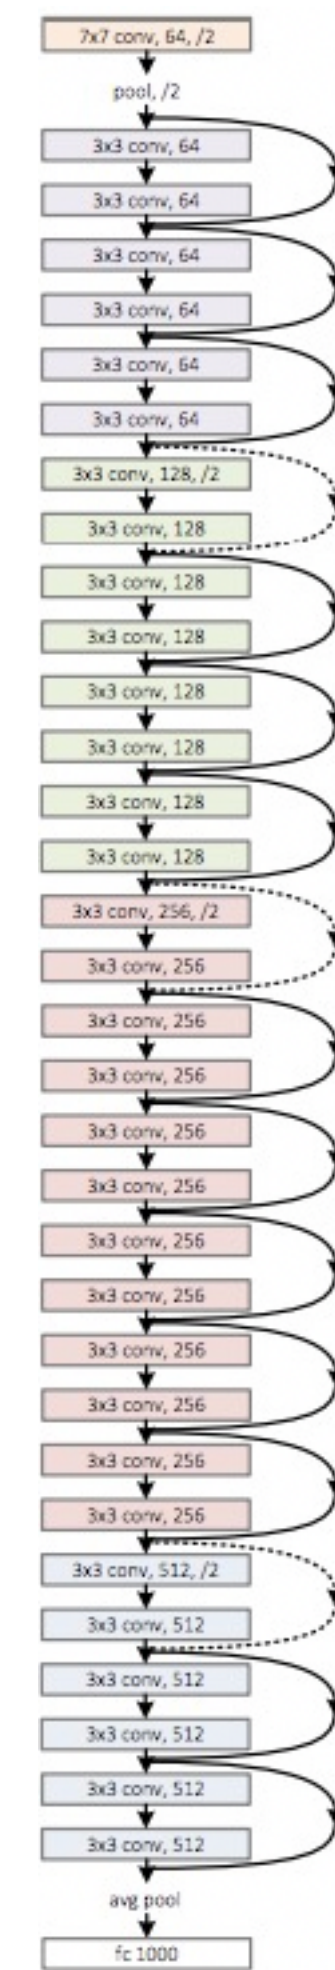 7x7 conv, 64, /2
pool, /2
3x3 conv, 64
3x3 conv, 64
3x3 conv, 64
3x3 conv, 64
3x3 conv, 64
3x3 conv, 64
3x3 conv, 128, /2
3x3 conv, 128
3x3 conv, 128
3x3 conv, 128
3x3 conv, 128
3x3 conv, 128
3x3 conv, 128
3x3 conv, 128
3x3 conv, 256, /2
3x3 conv, 256
3x3 conv, 256
3x3 conv, 256
3x3 conv, 256
3x3 conv, 256
3x3 conv, 256
3x3 conv, 256
3x3 conv, 256
3x3 conv, 256
3x3 conv, 256
3x3 conv, 256
3x3 conv, 512, /2
3x3 conv, 512
3x3 conv, 512
3x3 conv, 512
3x3 conv, 512
3x3 conv, 512
avg pool
fc 1000